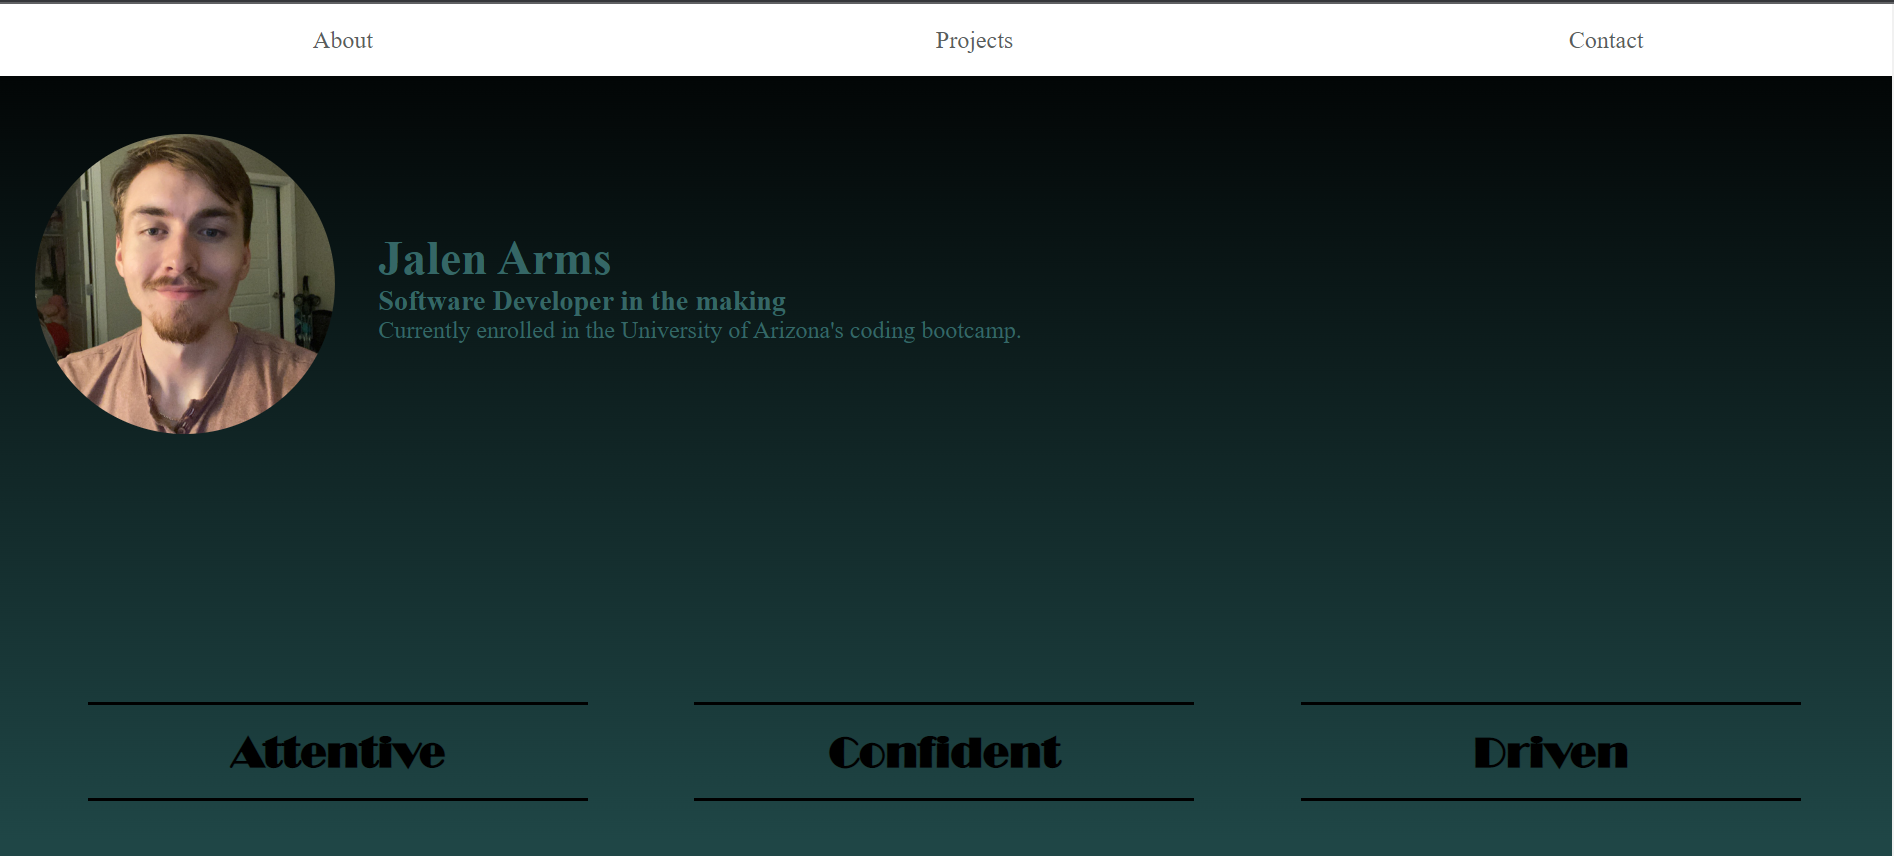 About Projects Contact
Jalen Arms
Software Developer in the making
Currently enrolled in the University of Arizona's coding bootcamp.
Attentive Confident Driven